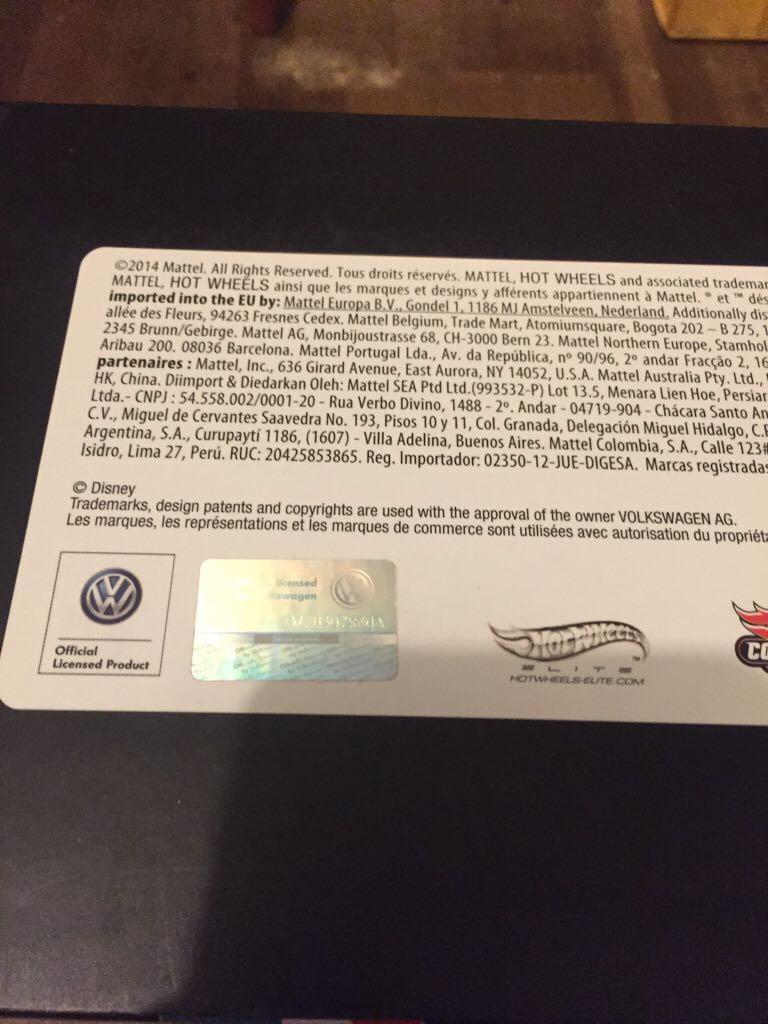 ©2014 Mattel. All Rights Reserved. Tous droits réservés. MATTEL, HOT WHEELS and associated trademar
MATTEL, HOT WHEELS ainsi que les marques et designs y afférents appartiennent à Mattel. ® et ™ dés
imported into the EU by: Mattel Europa B.V., Gondel 1, 1186 MJ Amstelveen, Nederland. Additionally dis
allée des Fleurs, 94263 Fresnes Cedex. Mattel Belgium, Trade Mart, Atomiumsquare, Bogota 202 – B 275, 1
2345 Brunn/Gebirge. Mattel AG, Monbijoustrasse 68, CH-3000 Bern 23. Mattel Northern Europe, Stamhol
Aribau 200. 08036 Barcelona. Mattel Portugal Lda., Av. da República, nº 90/96, 2º andar Fracção 2, 16
partenaires : Mattel, Inc., 636 Girard Avenue, East Aurora, NY 14052, U.S.A. Mattel Australia Pty. Ltd.,
HK, China. Diimport & Diedarkan Oleh: Mattel SEA Ptd Ltd.(993532-P) Lot 13.5, Menara Lien Hoe, Persiar
Ltda.- CNPJ : 54.558.002/0001-20 - Rua Verbo Divino, 1488 - 2º. Andar - 04719-904 - Chácara Santo An
C.V., Miguel de Cervantes Saavedra No. 193, Pisos 10 y 11, Col. Granada, Delegación Miguel Hidalgo, C.P
Argentina, S.A., Curupaytí 1186, (1607) - Villa Adelina, Buenos Aires. Mattel Colombia, S.A., Calle 123#
Isidro, Lima 27, Perú. RUC: 20425853865. Reg. Importador: 02350-12-JUE-DIGESA. Marcas registradas
© Disney
Trademarks, design patents and copyrights are used with the approval of the owner VOLKSWAGEN AG.
Les marques, les représentations et les marques de commerce sont utilisées avec autorisation du propriéta
Official
Licensed Product
licensed
HOT WHEELS ™
ELITE
HOTWHEELS-ELITE.COM
CO